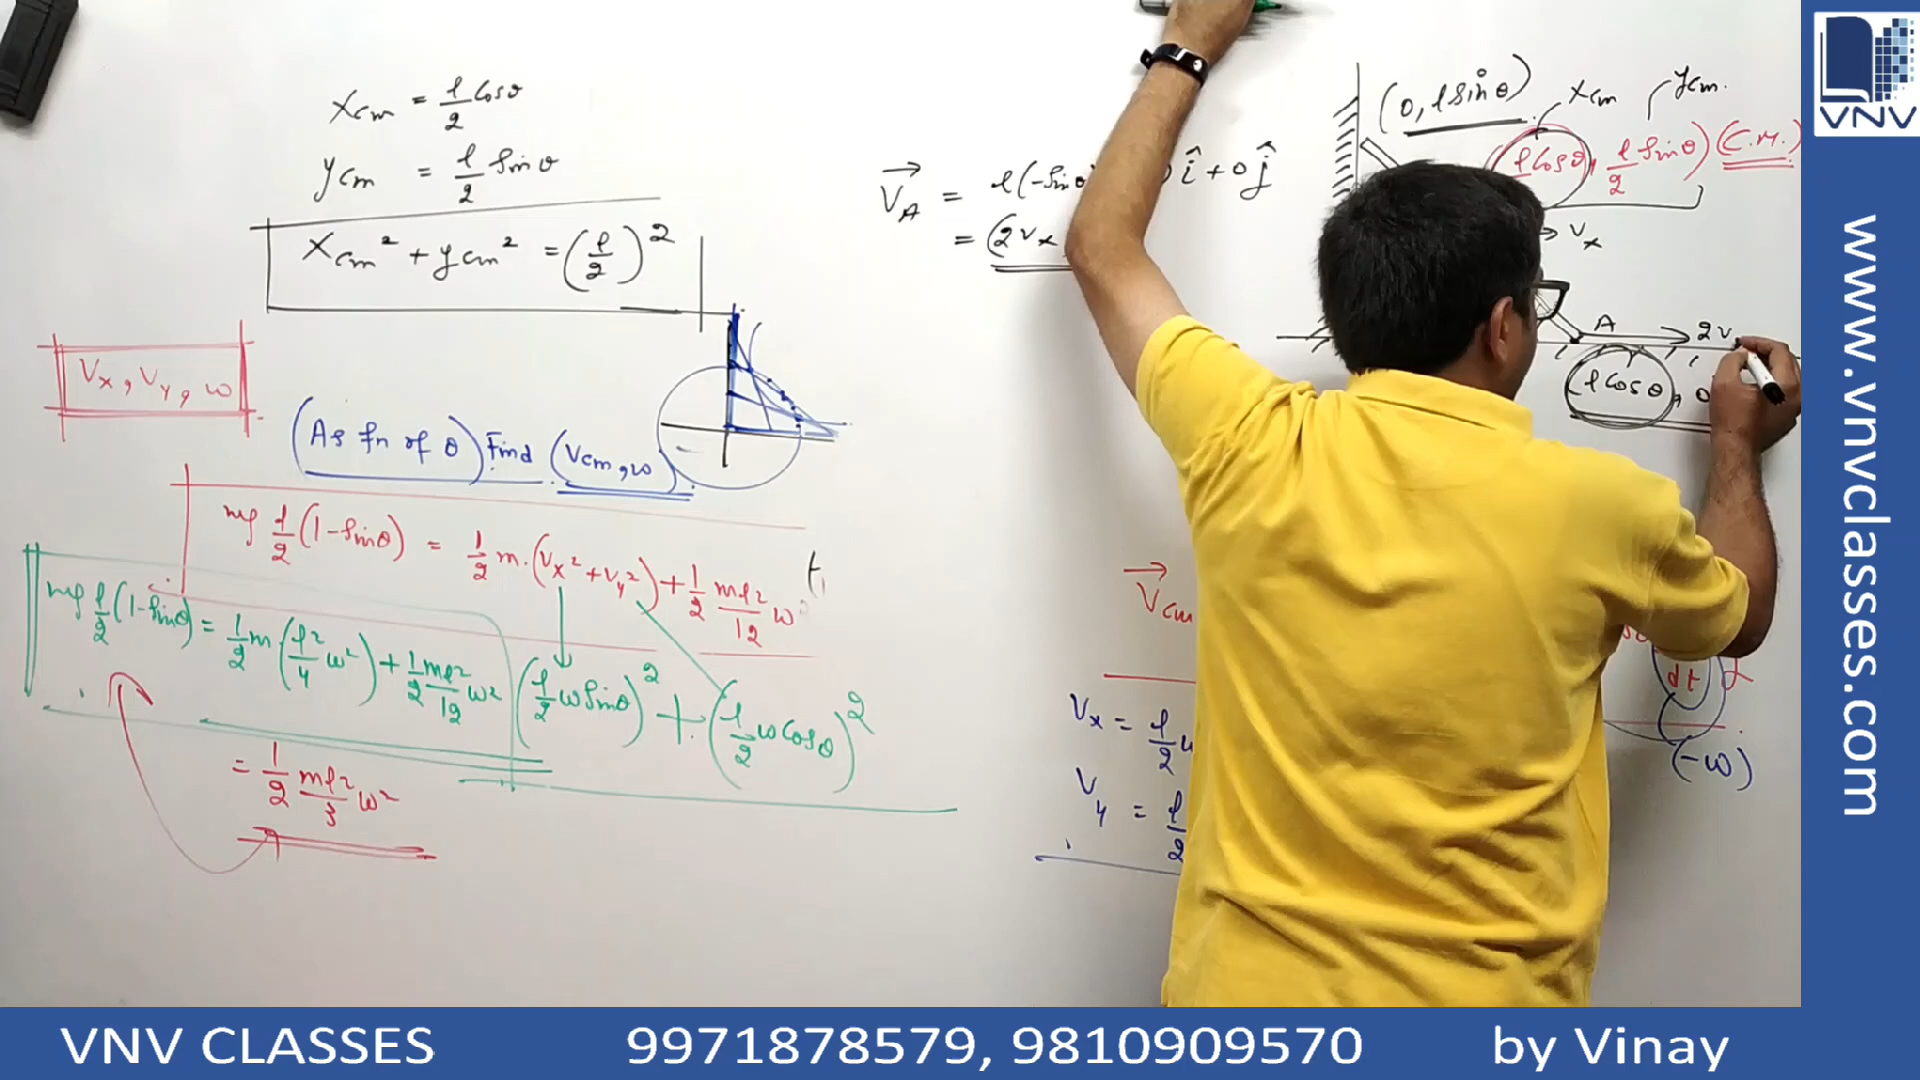 Xcm = l/2 Cosθ
Ycm = l/2 Sinθ
Xcm² + Ycm² = (l/2)²
Vx, Vy, ω
(As fn of θ) Find (Vcm, ω)
mg l/2 (1-Sinθ) = 1/2 m.(Vx² + Vy²) + 1/2 ml²/12 ω²
mg l/2 (1-Sinθ) = 1/2 m (l²/4 ω²) + 1/2 ml²/12 ω²
(l/2 ω Sinθ)² + (l/2 ω Cosθ)²
= 1/2 ml²/3 ω²
V⃗A = l(-Sinθ) î + 0 ĵ
= (2Vx
(0, l Sinθ)
Xcm
Ycm.
l Cosθ, l/2 Sinθ) (C.M.)
Vx
A
2V
l Cosθ, 0
V⃗cm
dt
Vx = l/2
Vy = l/2
(-ω)
VNV
www.vnvclasses.com
VNV CLASSES 9971878579, 9810909570 by Vinay